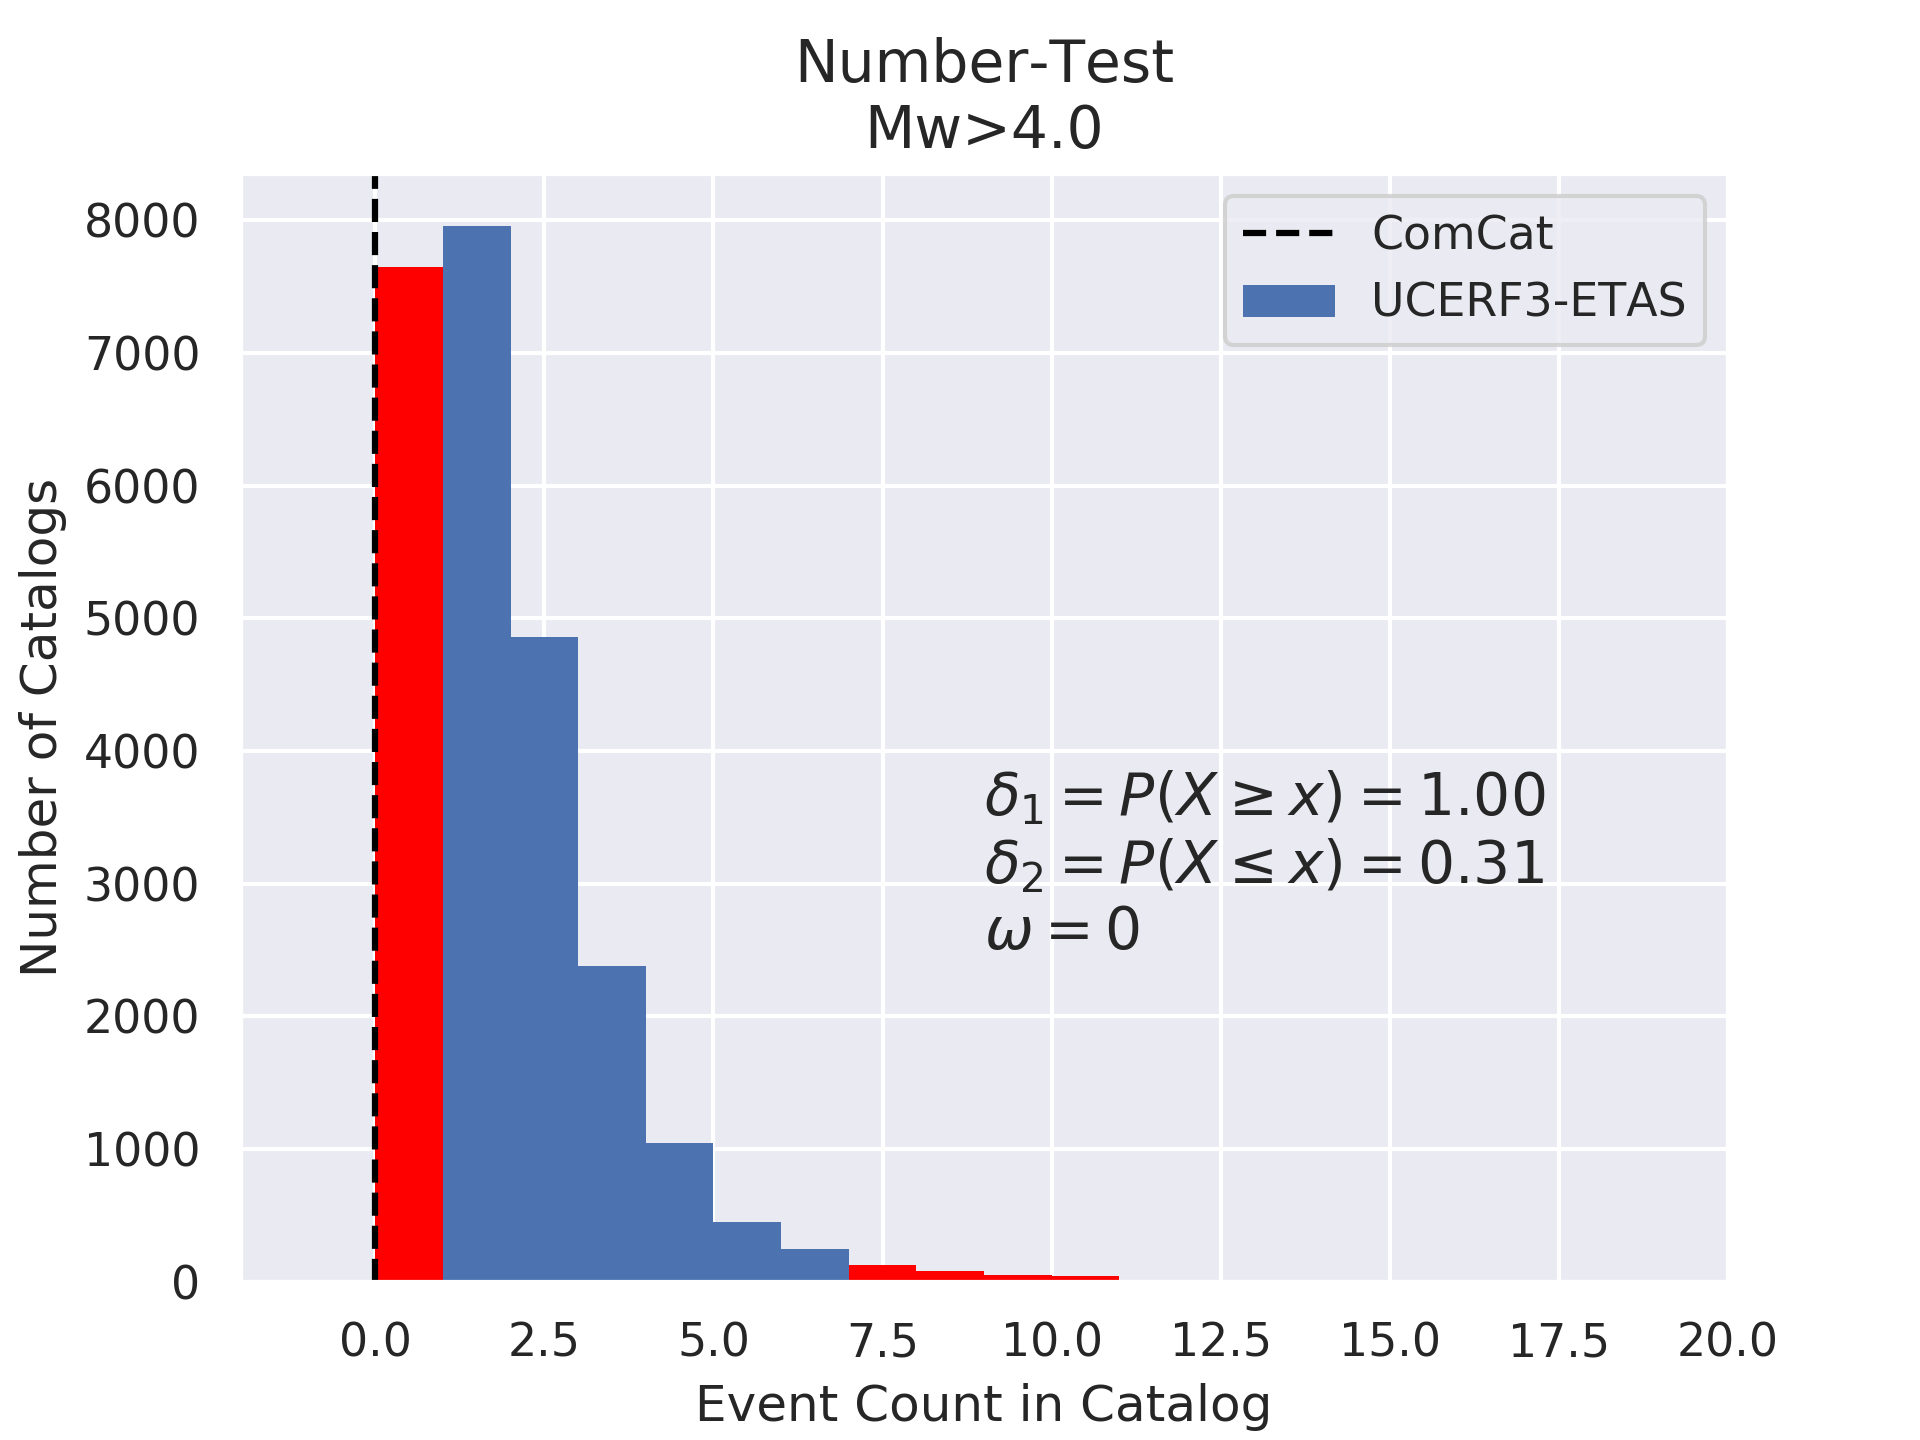 Number-Test
Mw>4.0
ComCat
UCERF3-ETAS
8000
7000
6000
5000
4000
3000
2000
1000
0
Number of Catalogs
δ₁ = P(X ≥ x) = 1.00
δ₂ = P(X ≤ x) = 0.31
ω = 0
0.0 2.5 5.0 7.5 10.0 12.5 15.0 17.5 20.0
Event Count in Catalog